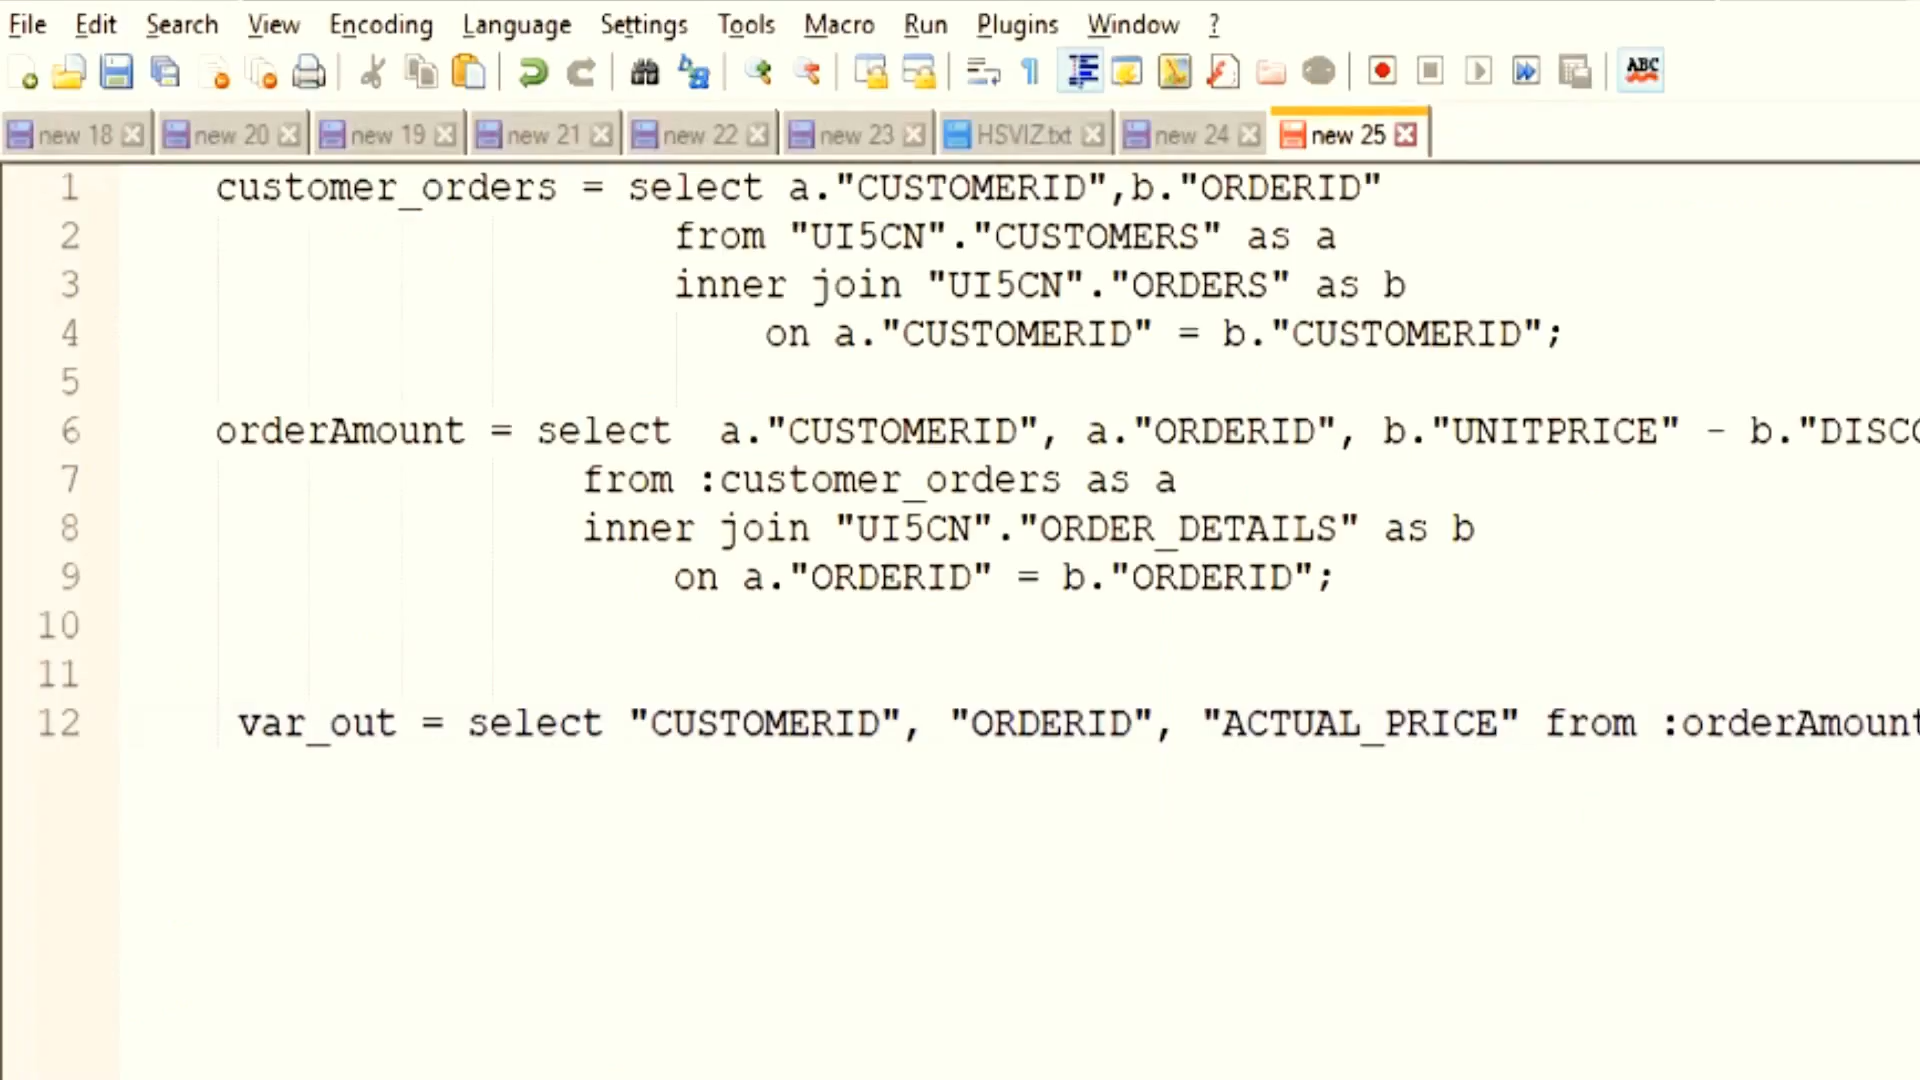 File Edit Search View Encoding Language Settings Tools Macro Run Plugins Window ?
ABC
new 18 new 20 new 19 new 21 new 22 new 23 HSVIZ.txt new 24 new 25
1 customer_orders = select a."CUSTOMERID",b."ORDERID"
2 from "UI5CN"."CUSTOMERS" as a
3 inner join "UI5CN"."ORDERS" as b
4 on a."CUSTOMERID" = b."CUSTOMERID";
5
6 orderAmount = select a."CUSTOMERID", a."ORDERID", b."UNITPRICE" - b."DISCO
7 from :customer_orders as a
8 inner join "UI5CN"."ORDER_DETAILS" as b
9 on a."ORDERID" = b."ORDERID";
10
11
12 var_out = select "CUSTOMERID", "ORDERID", "ACTUAL_PRICE" from :orderAmount